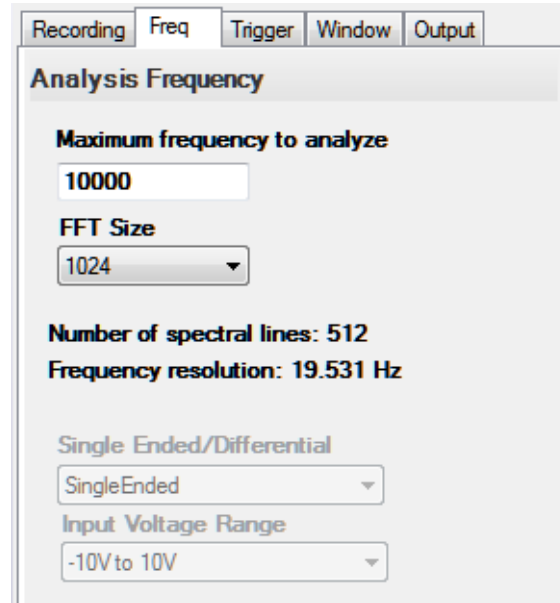 Recording Freq Trigger Window Output
Analysis Frequency
Maximum frequency to analyze
10000
FFT Size
1024
Number of spectral lines: 512
Frequency resolution: 19.531 Hz
Single Ended/Differential
SingleEnded
Input Voltage Range
-10V to 10V